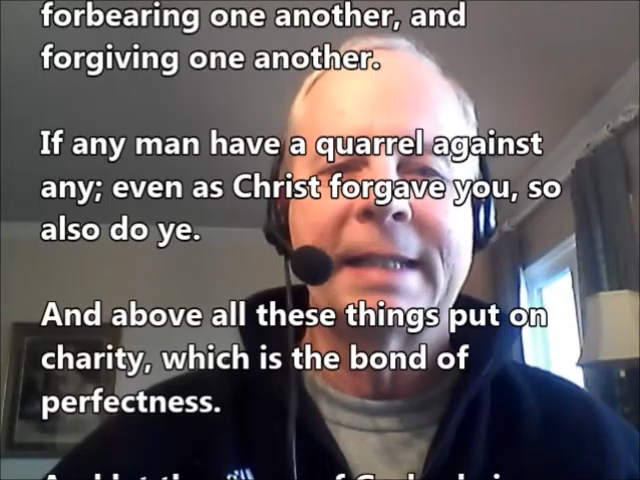 forbearing one another, and
forgiving one another.
If any man have a quarrel against
any; even as Christ forgave you, so
also do ye.
And above all these things put on
charity, which is the bond of
perfectness.